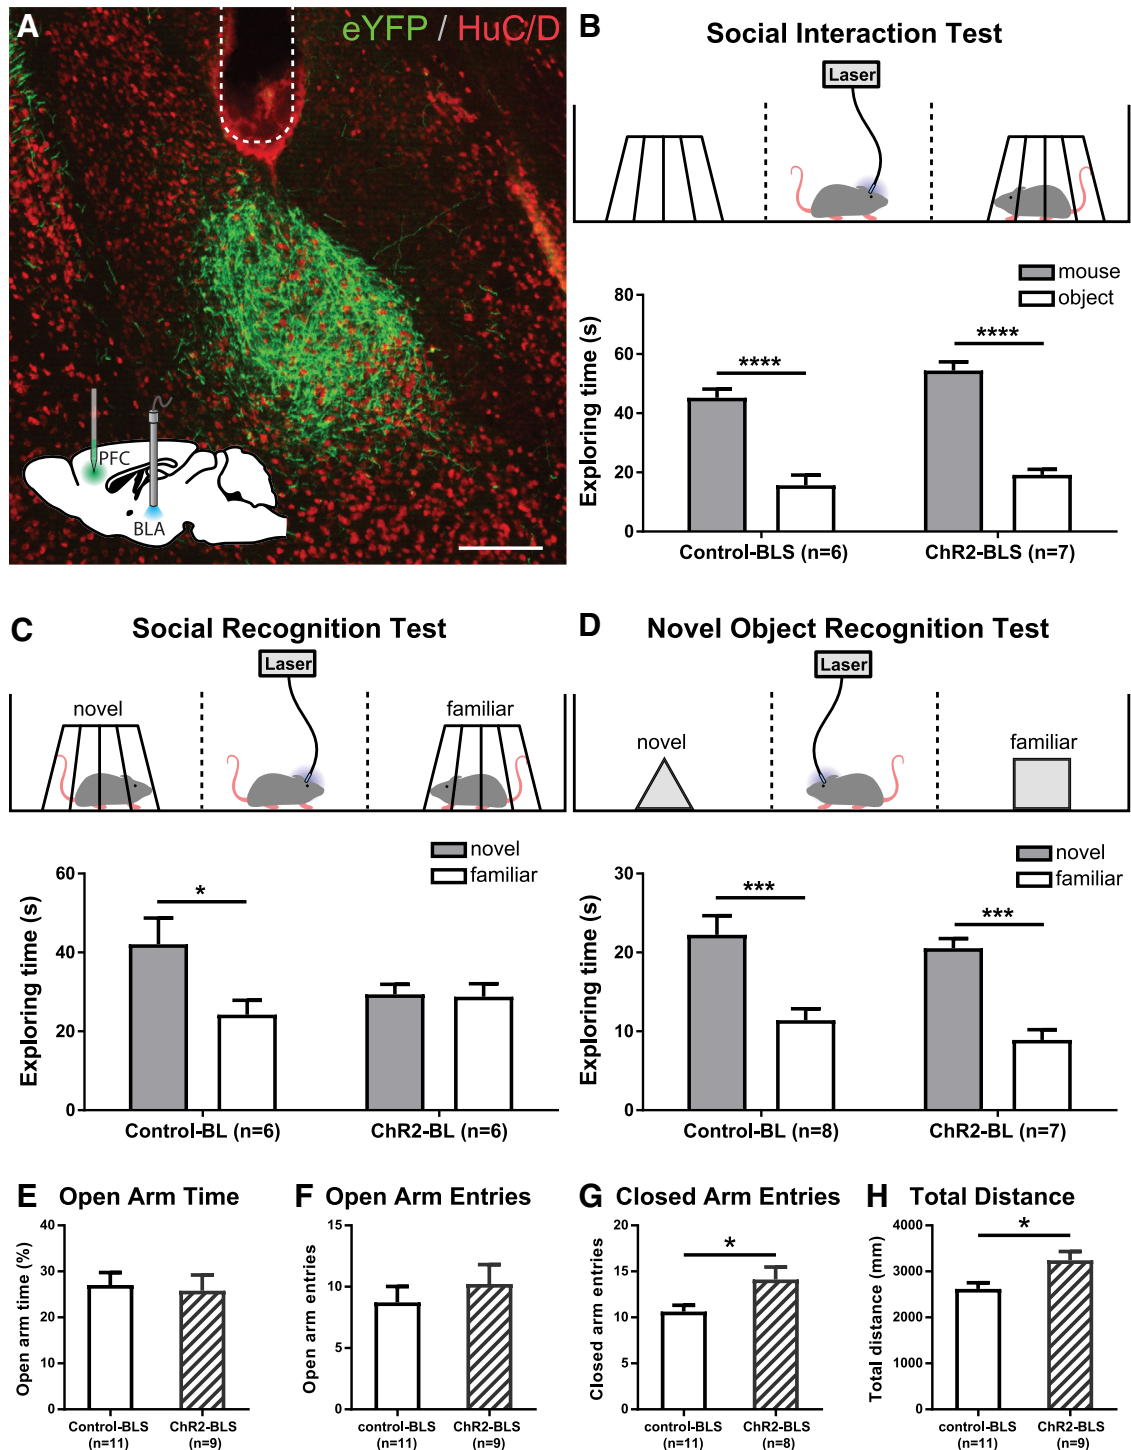 A
eYFP / HuC/D
PFC
BLA
B
Social Interaction Test
Laser
mouse
object
Exploring time (s)
80
60
40
20
0
****
****
Control-BLS (n=6)
ChR2-BLS (n=7)
C
Social Recognition Test
Laser
novel
familiar
novel
familiar
Exploring time (s)
60
40
20
0
*
Control-BL (n=6)
ChR2-BL (n=6)
D
Novel Object Recognition Test
Laser
novel
familiar
novel
familiar
Exploring time (s)
30
20
10
0
***
***
Control-BL (n=8)
ChR2-BL (n=7)
E
Open Arm Time
Open arm time (%)
40
30
20
10
0
Control-BLS
(n=11)
ChR2-BLS
(n=9)
F
Open Arm Entries
Open arm entries
15
10
5
0
control-BLS
(n=11)
ChR2-BLS
(n=9)
G
Closed Arm Entries
Closed arm entries
20
15
10
5
0
*
control-BLS
(n=11)
ChR2-BLS
(n=8)
H
Total Distance
Total distance (mm)
4000
3000
2000
1000
0
*
control-BLS
(n=11)
ChR2-BLS
(n=9)